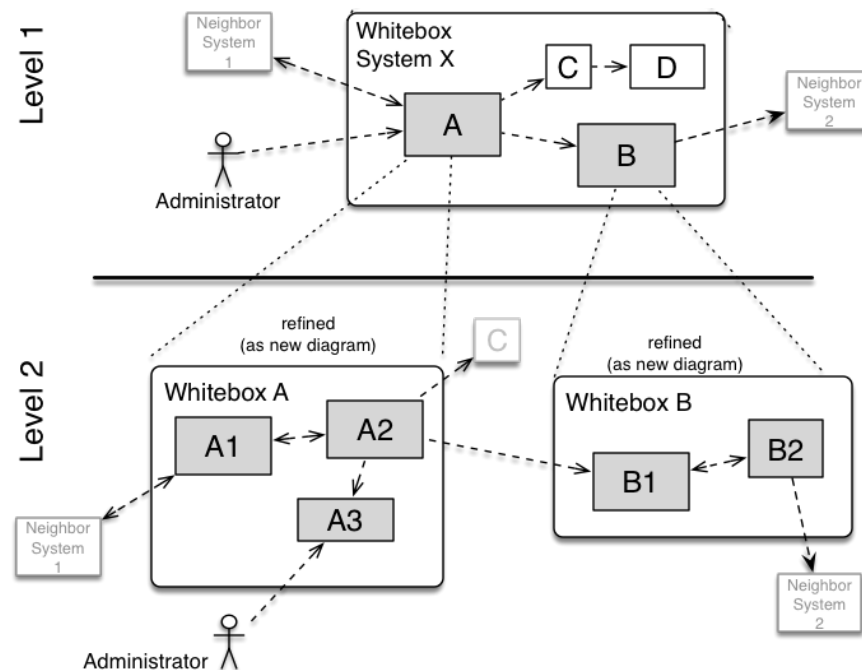 Level 1
Neighbor
System
1
Whitebox
System X
C
D
A
B
Neighbor
System
2
Administrator
Level 2
refined
(as new diagram)
C
refined
(as new diagram)
Whitebox A
A1
A2
A3
Whitebox B
B1
B2
Neighbor
System
1
Neighbor
System
2
Administrator